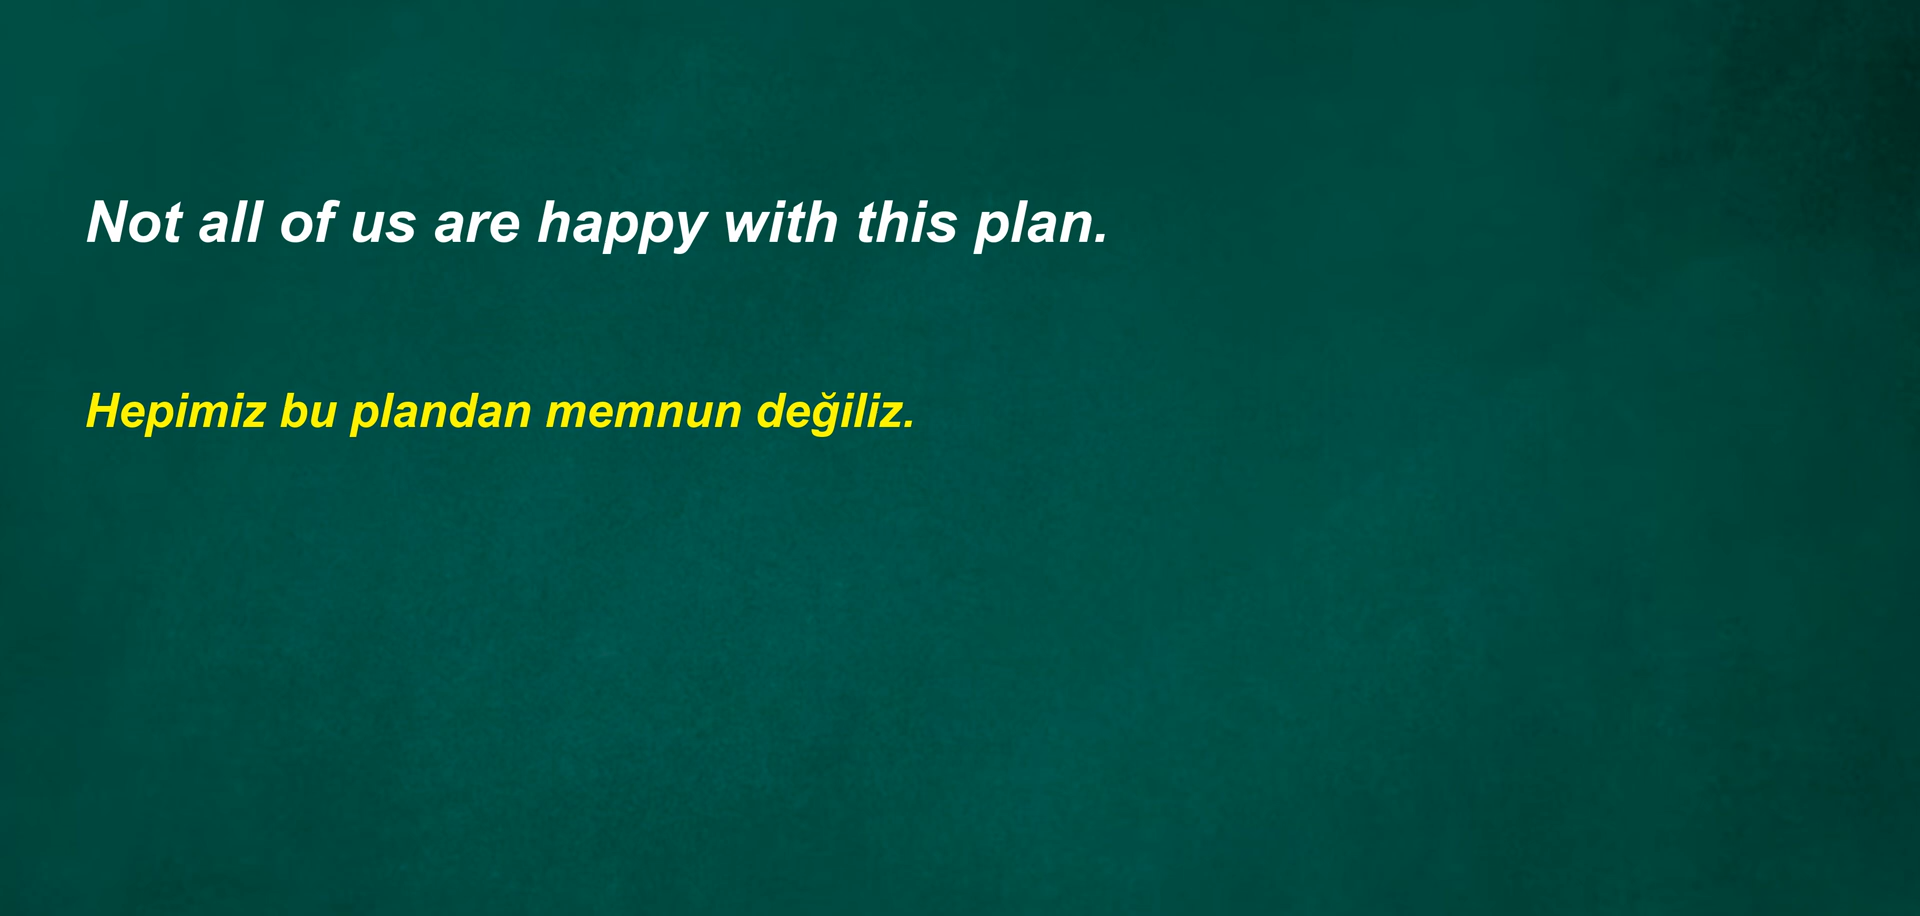 Not all of us are happy with this plan.
Hepimiz bu plandan memnun değiliz.